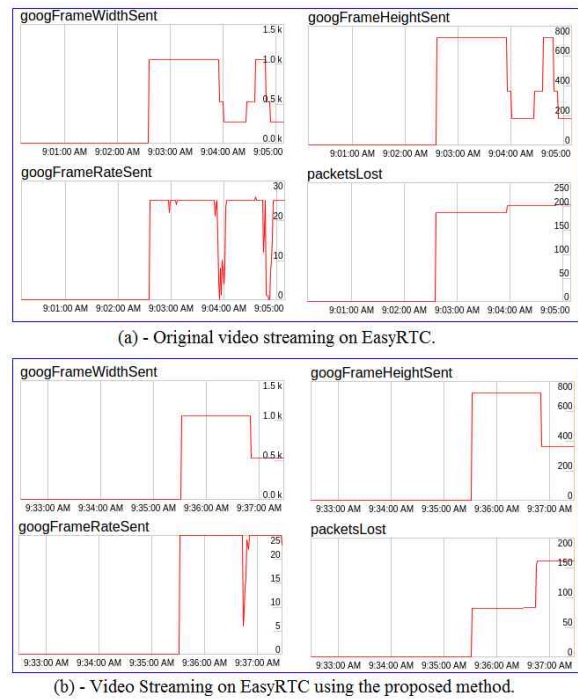 googFrameWidthSent
1.5 k
1.0 k
0.5 k
0.0 k
9:01:00 AM 9:02:00 AM 9:03:00 AM 9:04:00 AM 9:05:00
googFrameHeightSent
800
600
400
200
0
9:01:00 AM 9:02:00 AM 9:03:00 AM 9:04:00 AM 9:05:00
googFrameRateSent
30
20
10
0
9:01:00 AM 9:02:00 AM 9:03:00 AM 9:04:00 AM 9:05:00
packetsLost
250
200
150
100
50
0
9:01:00 AM 9:02:00 AM 9:03:00 AM 9:04:00 AM 9:05:00
(a) - Original video streaming on EasyRTC.
googFrameWidthSent
1.5 k
1.0 k
0.5 k
0.0 k
9:33:00 AM 9:34:00 AM 9:35:00 AM 9:36:00 AM 9:37:00 AM
googFrameHeightSent
800
600
400
200
0
9:33:00 AM 9:34:00 AM 9:35:00 AM 9:36:00 AM 9:37:00 AM
googFrameRateSent
25
20
15
10
5
0
9:33:00 AM 9:34:00 AM 9:35:00 AM 9:36:00 AM 9:37:00 AM
packetsLost
200
150
100
50
0
9:33:00 AM 9:34:00 AM 9:35:00 AM 9:36:00 AM 9:37:00 AM
(b) - Video Streaming on EasyRTC using the proposed method.